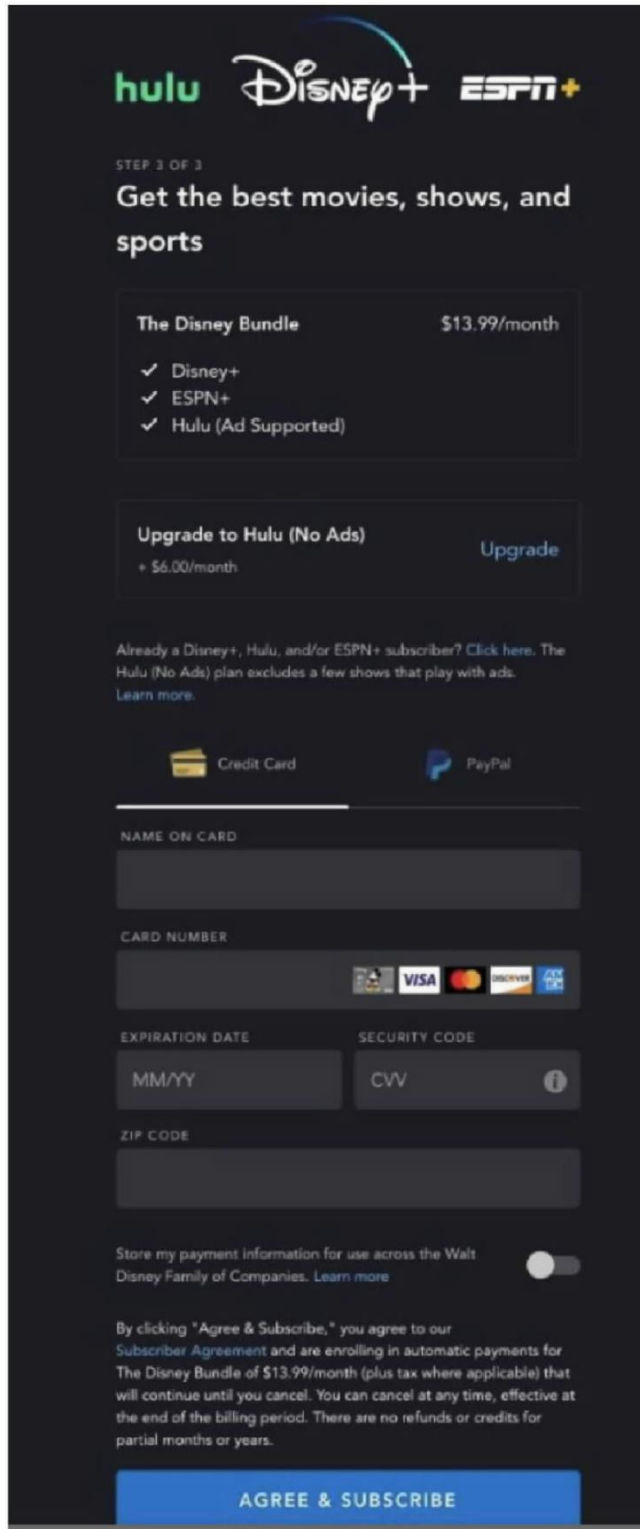 hulu Disney+ ESPN+
STEP 3 OF 3
Get the best movies, shows, and
sports
The Disney Bundle $13.99/month
✓ Disney+
✓ ESPN+
✓ Hulu (Ad Supported)
Upgrade to Hulu (No Ads)
Upgrade
+ $6.00/month
Already a Disney+, Hulu, and/or ESPN+ subscriber? Click here. The
Hulu (No Ads) plan excludes a few shows that play with ads.
Learn more.
Credit Card PayPal
NAME ON CARD
CARD NUMBER
VISA DISCOVER
EXPIRATION DATE SECURITY CODE
MM/YY CVV
ZIP CODE
Store my payment information for use across the Walt
Disney Family of Companies. Learn more
By clicking "Agree & Subscribe," you agree to our
Subscriber Agreement and are enrolling in automatic payments for
The Disney Bundle of $13.99/month (plus tax where applicable) that
will continue until you cancel. You can cancel at any time, effective at
the end of the billing period. There are no refunds or credits for
partial months or years.
AGREE & SUBSCRIBE